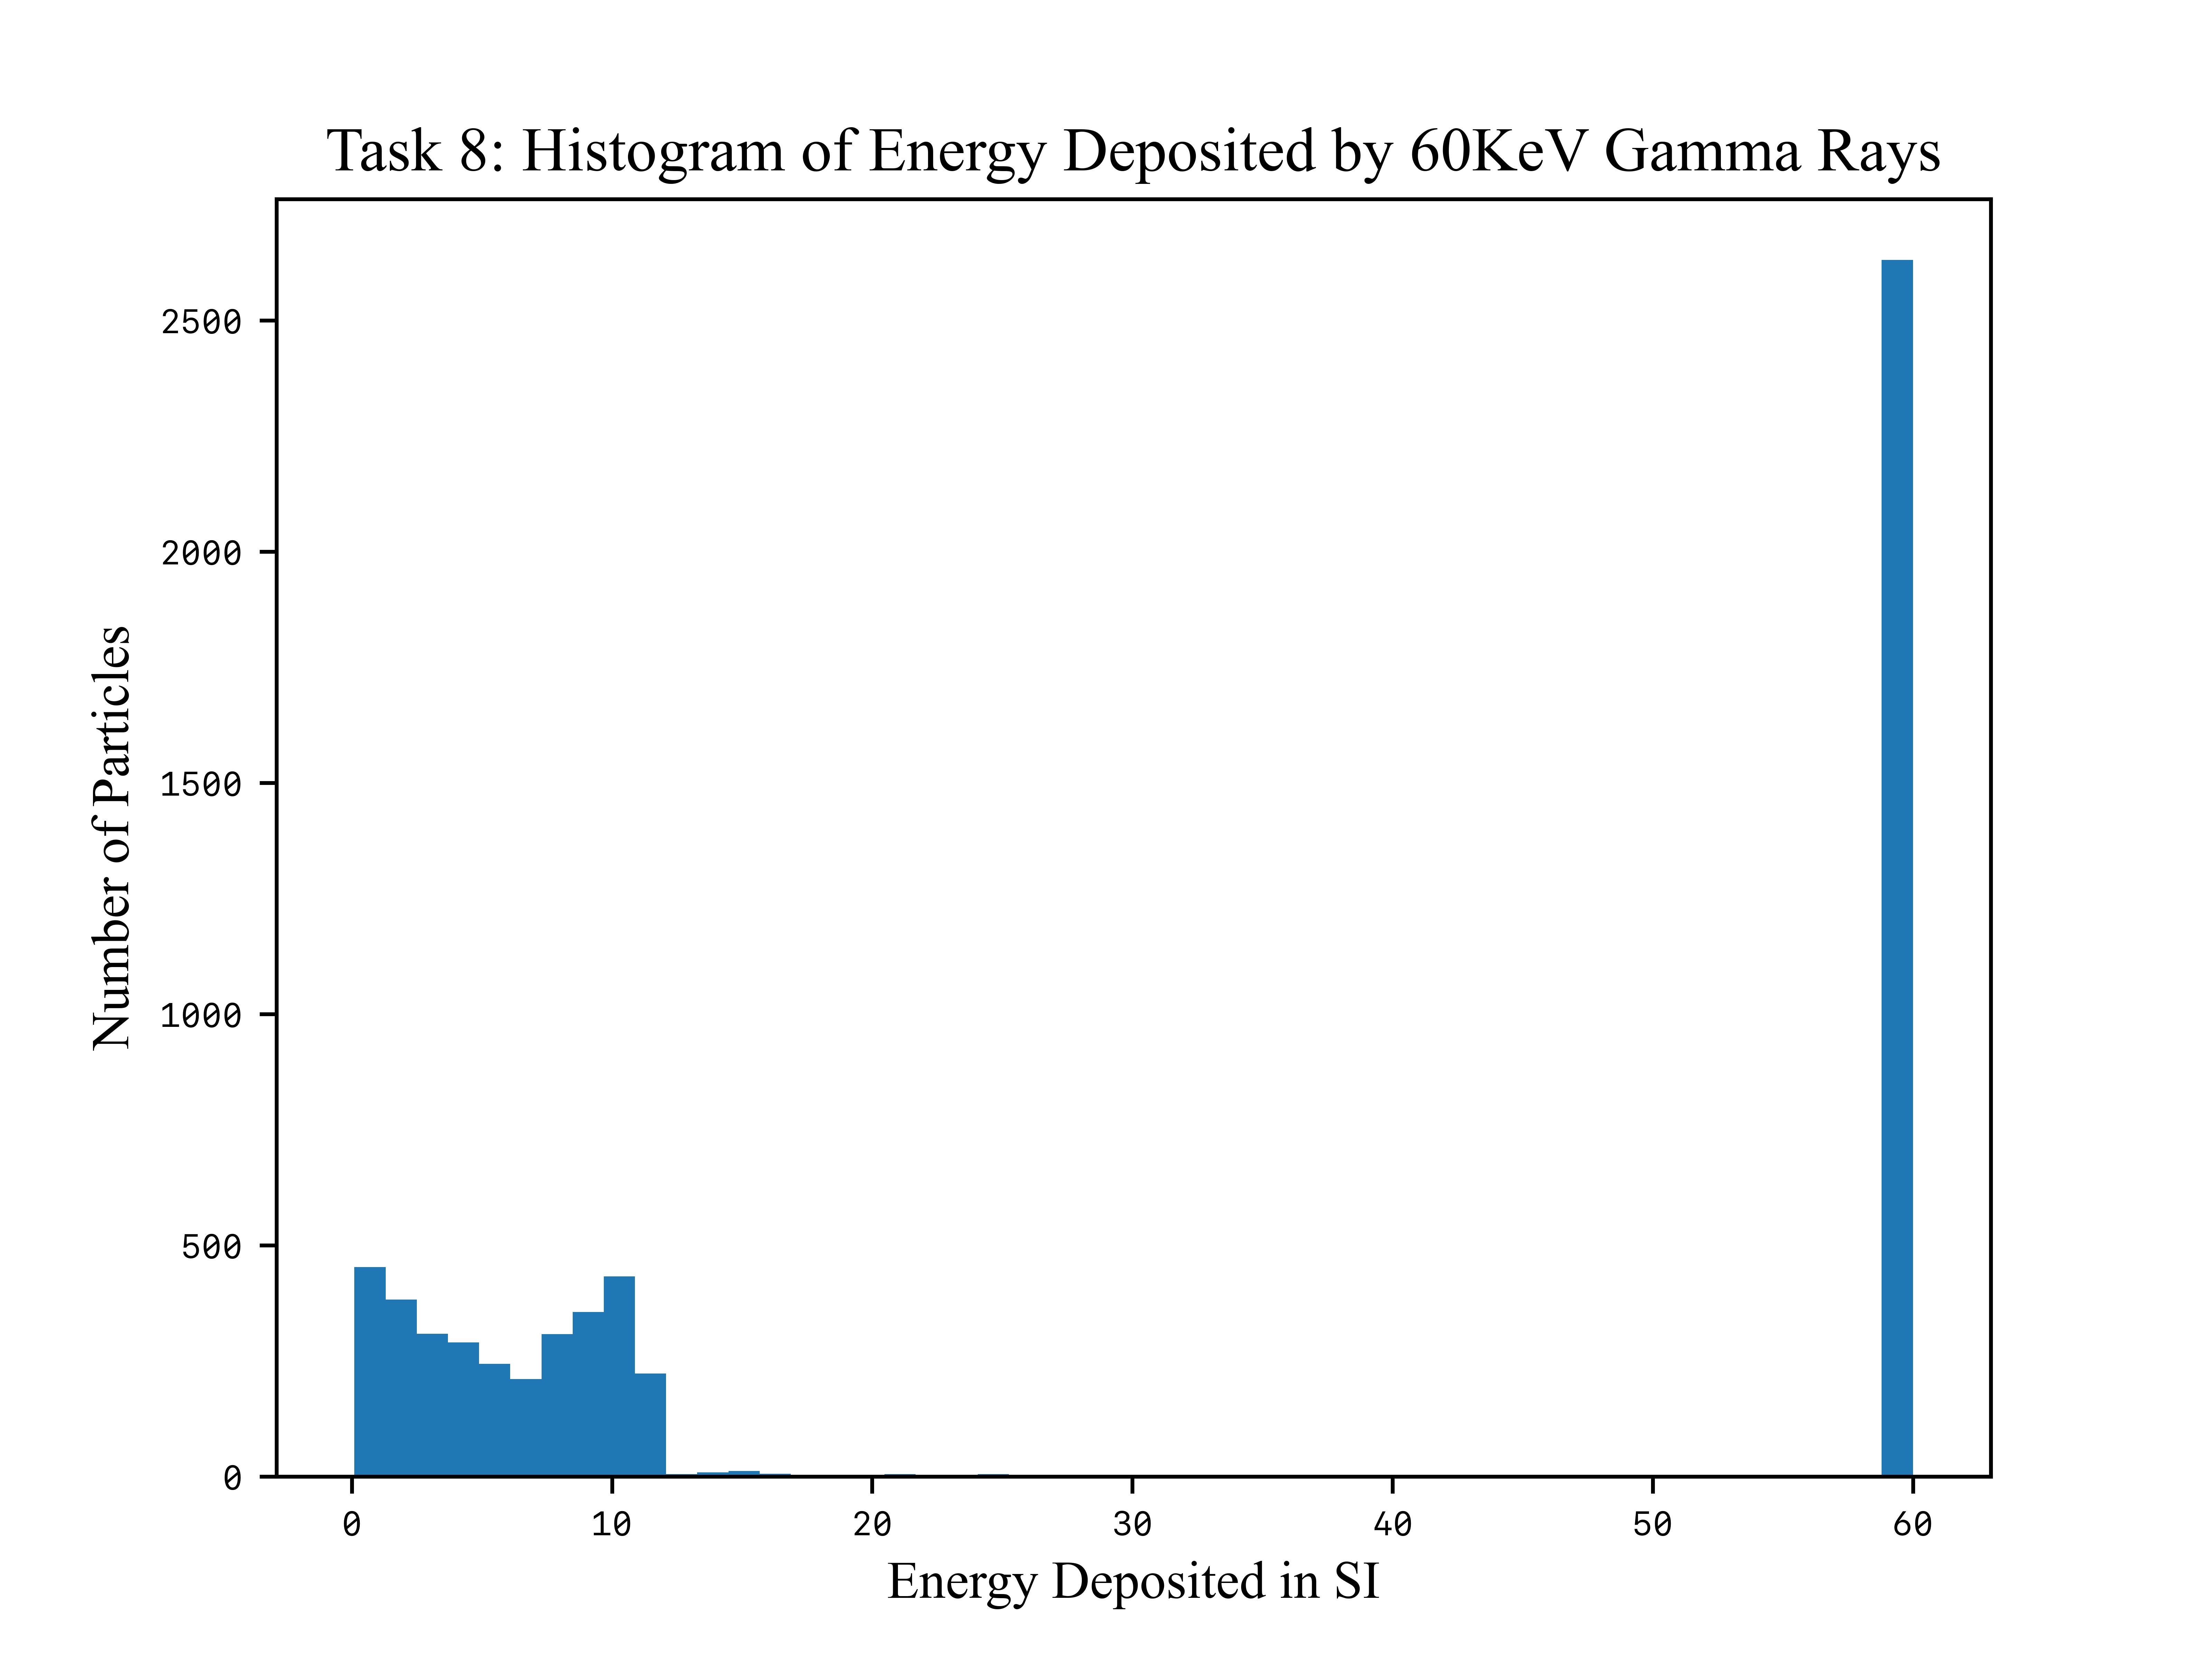 Task 8: Histogram of Energy Deposited by 60KeV Gamma Rays
Number of Particles
2500
2000
1500
1000
500
0
0 10 20 30 40 50 60
Energy Deposited in SI